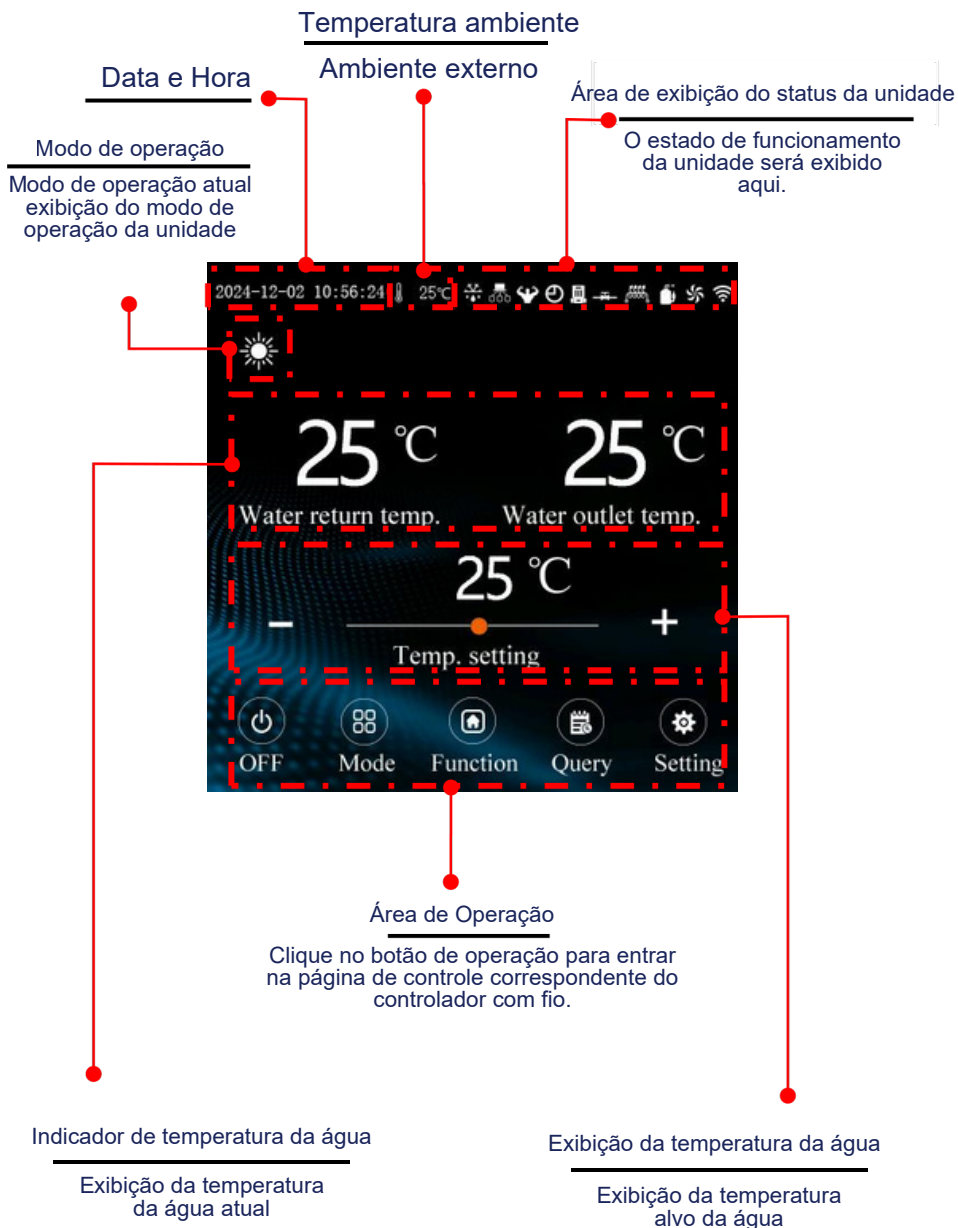 Temperatura ambiente
Ambiente externo
Data e Hora
Área de exibição do status da unidade
O estado de funcionamento
da unidade será exibido
aqui.
Modo de operação
Modo de operação atual
exibição do modo de
operação da unidade
2024-12-02 10:56:24 25℃
25 ℃ 25 ℃
Water return temp. Water outlet temp.
25 ℃
− +
Temp. setting
OFF Mode Function Query Setting
Área de Operação
Clique no botão de operação para entrar
na página de controle correspondente do
controlador com fio.
Indicador de temperatura da água
Exibição da temperatura
da água atual
Exibição da temperatura da água
Exibição da temperatura
alvo da água